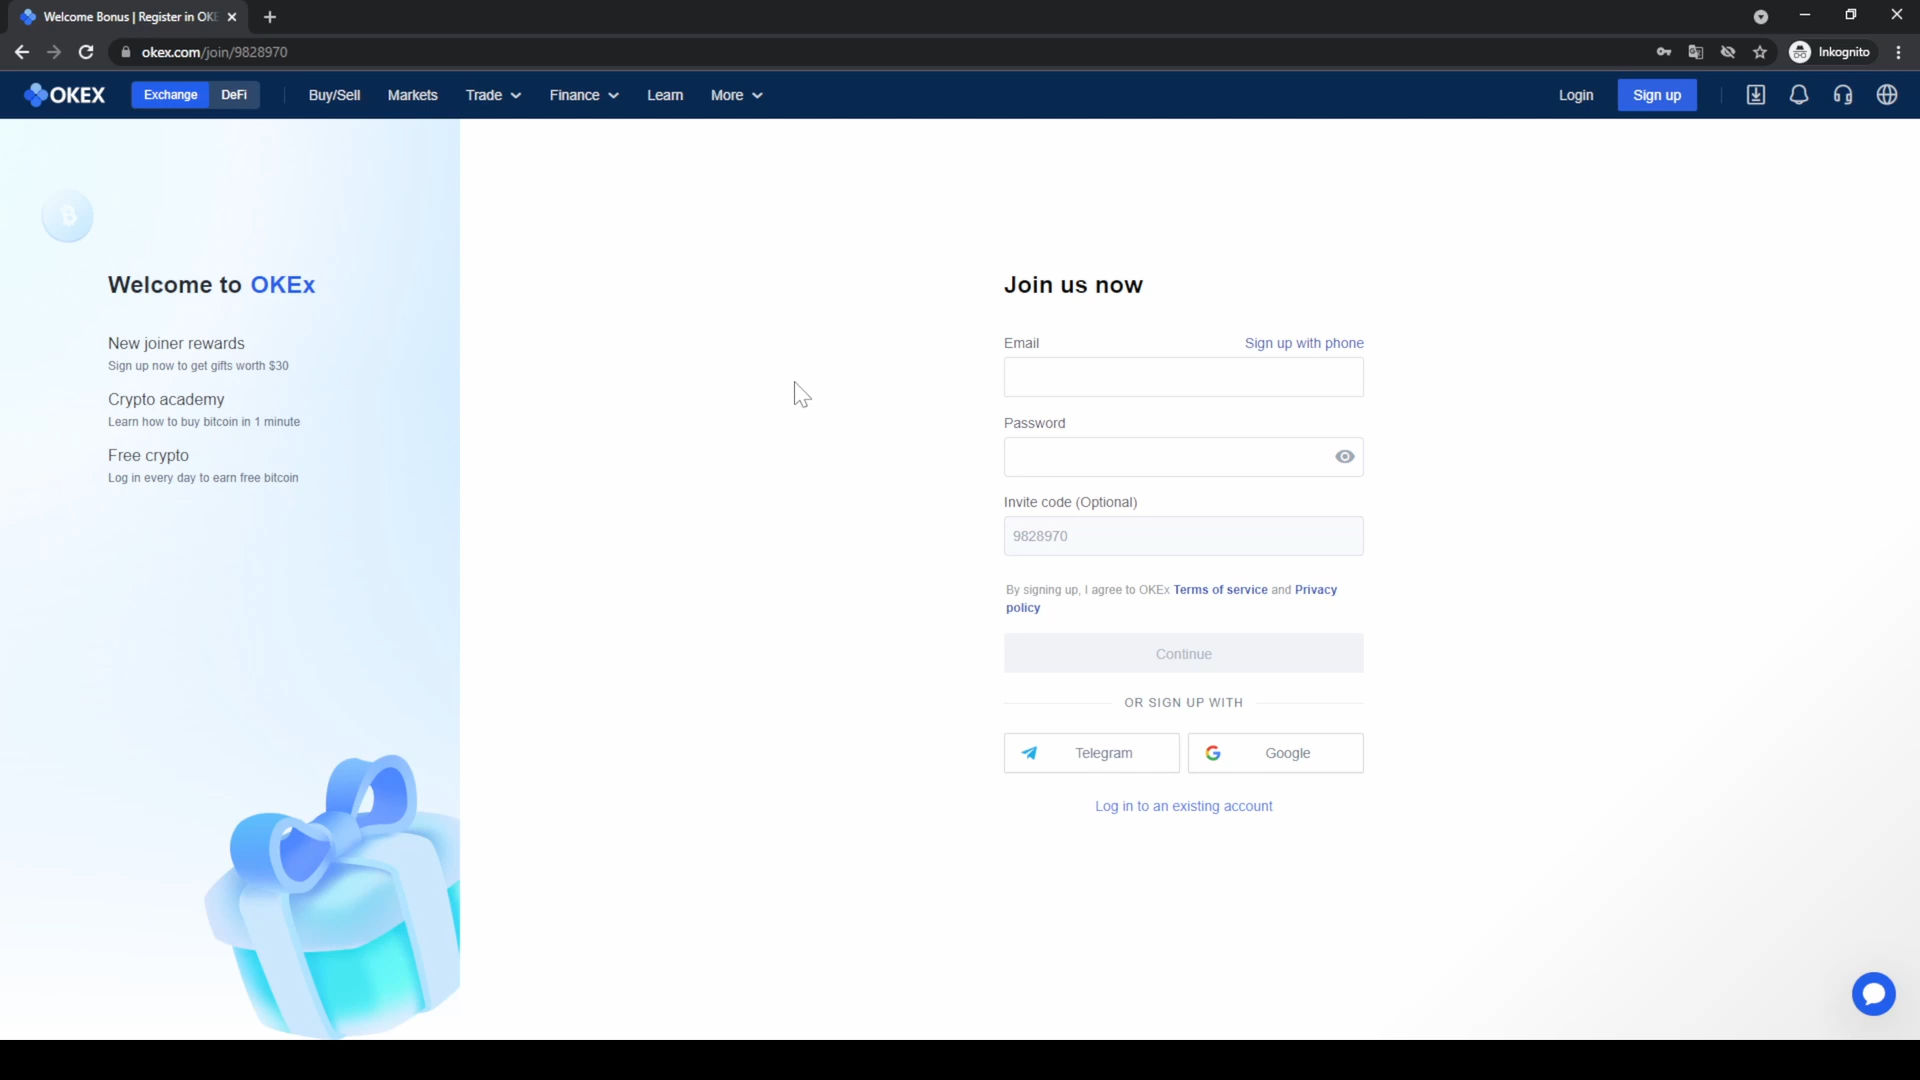 Welcome Bonus | Register in OKE
okex.com/join/9828970
Inkognito
OKEX
Exchange
DeFi
Buy/Sell
Markets
Trade
Finance
Learn
More
Login
Sign up
Welcome to OKEx
New joiner rewards
Sign up now to get gifts worth $30
Crypto academy
Learn how to buy bitcoin in 1 minute
Free crypto
Log in every day to earn free bitcoin
Join us now
Email
Sign up with phone
Password
Invite code (Optional)
9828970
By signing up, I agree to OKEx Terms of service and Privacy
policy
Continue
OR SIGN UP WITH
Telegram
Google
Log in to an existing account